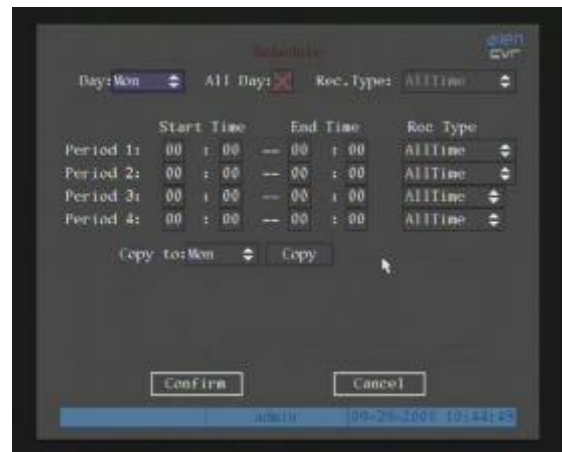 Schedule
Day: Mon All Day: Rec.Type: AllTime
Start Time End Time Rec Type
Period 1: 00 : 00 -- 00 : 00 AllTime
Period 2: 00 : 00 -- 00 : 00 AllTime
Period 3: 00 : 00 -- 00 : 00 AllTime
Period 4: 00 : 00 -- 00 : 00 AllTime
Copy to: Mon Copy
Confirm Cancel
admin